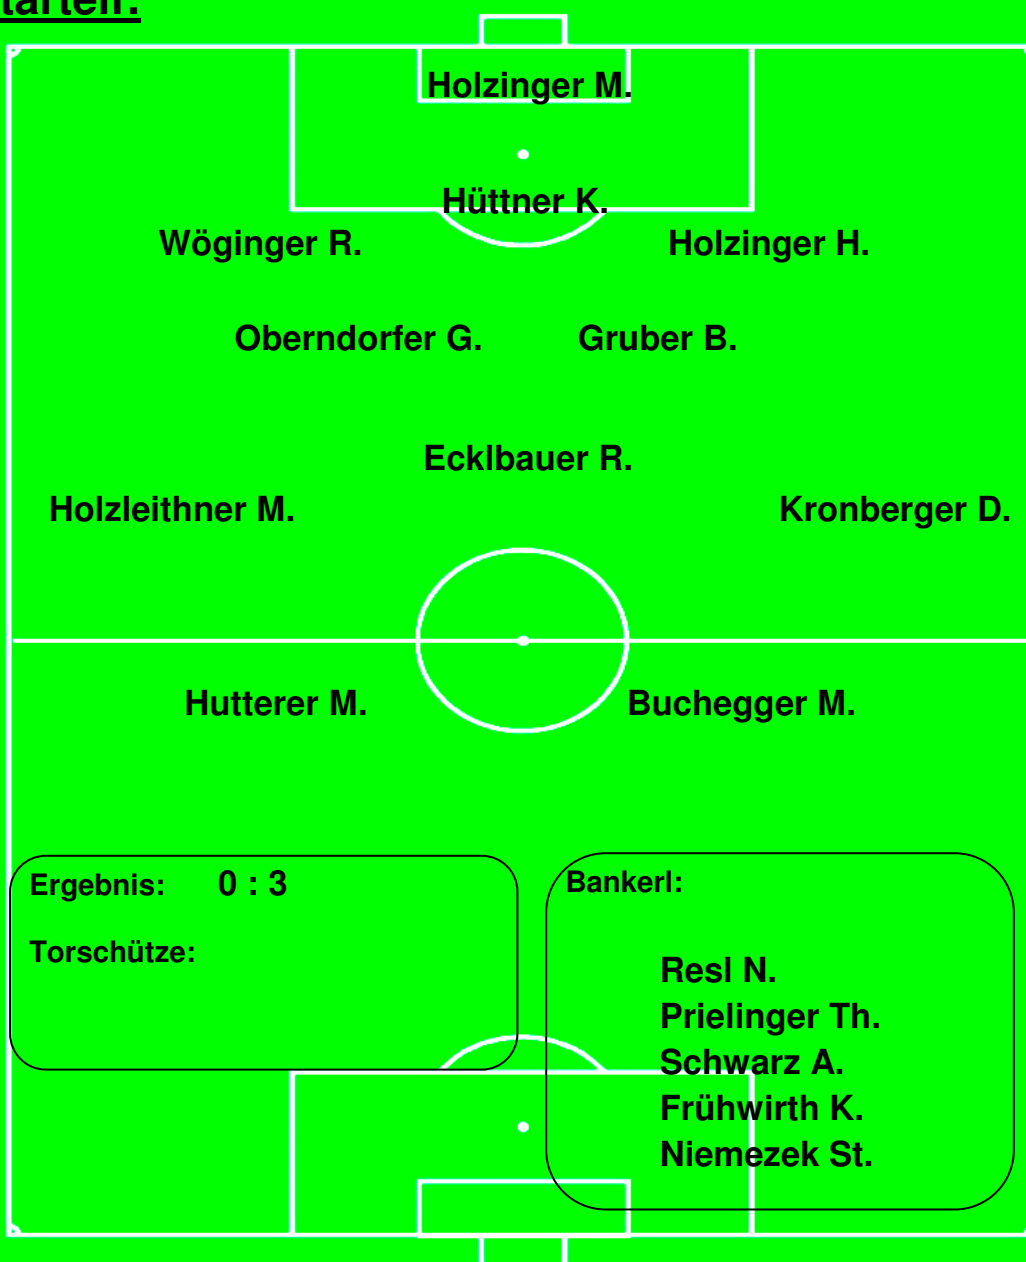 Holzinger M.
Hüttner K.
Wöginger R. Holzinger H.
Oberndorfer G. Gruber B.
Ecklbauer R.
Holzleithner M. Kronberger D.
Hutterer M. Buchegger M.
Ergebnis: 0 : 3
Torschütze:
Bankerl:
Resl N.
Prielinger Th.
Schwarz A.
Frühwirth K.
Niemezek St.